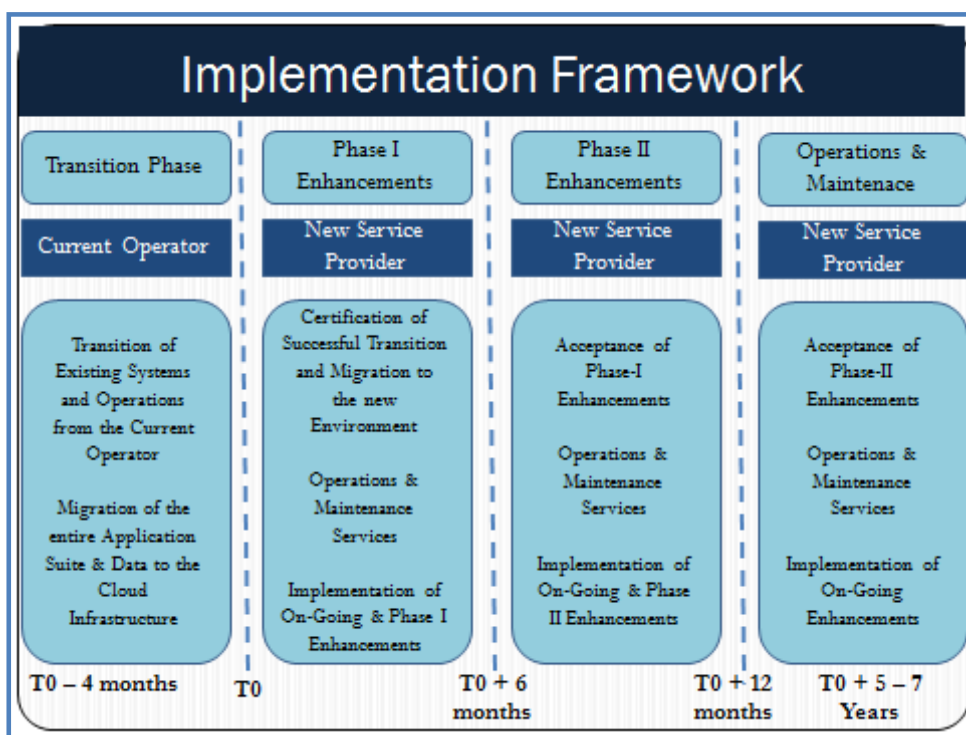 Implementation Framework
Transition Phase
Current Operator
Transition of
Existing Systems
and Operations
from the Current
Operator
Migration of the
entire Application
Suite & Data to the
Cloud
Infrastructure
T0 – 4 months
T0
Phase I
Enhancements
New Service
Provider
Certification of
Successful Transition
and Migration to
the new
Environment
Operations &
Maintenance
Services
Implementation of
On-Going & Phase I
Enhancements
T0 + 6
months
Phase II
Enhancements
New Service
Provider
Acceptance of
Phase-I
Enhancements
Operations &
Maintenance
Services
Implementation of
On-Going & Phase
II Enhancements
T0 + 12
months
Operations &
Maintenace
New Service
Provider
Acceptance of
Phase-II
Enhancements
Operations &
Maintenance
Services
Implementation of
On-Going
Enhancements
T0 + 5 – 7
Years